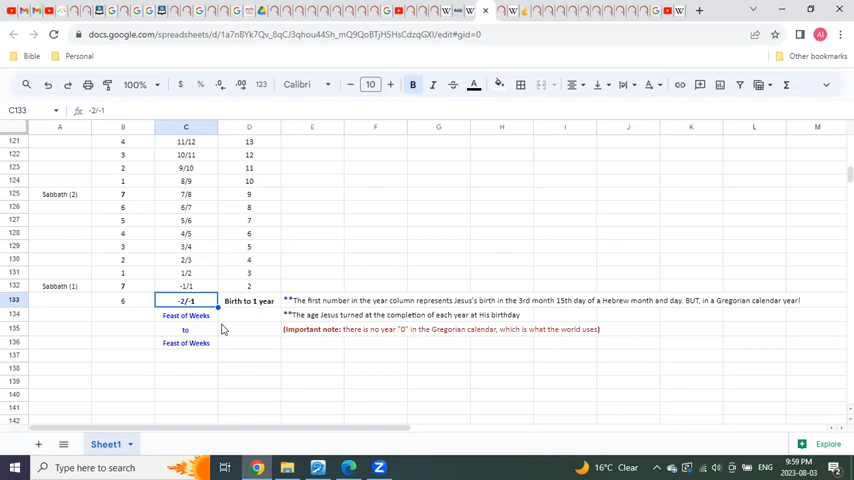 docs.google.com/spreadsheets/d/1a7nBYk7Qv_8qCJ3qhou44Sh_mQ9QoBTjHSHsCdzqGXI/edit#gid=0
Bible Personal Other bookmarks
100% $ % .0 .00 123 Calibri 10 B I A
C133 -2/-1
A B C D E F G H I J K L M
121 4 11/12 13
122 3 10/11 12
123 2 9/10 11
124 1 8/9 10
125 Sabbath (2) 7 7/8 9
126 6 6/7 8
127 5 5/6 7
128 4 4/5 6
129 3 3/4 5
130 2 2/3 4
131 1 1/2 3
132 Sabbath (1) 7 -1/1 2
133 6 -2/-1 Birth to 1 year **The first number in the year column represents Jesus's birth in the 3rd month 15th day of a Hebrew month and day. BUT, in a Gregorian calendar year!
134 Feast of Weeks **The age Jesus turned at the completion of each year at His birthday
135 to (Important note: there is no year "0" in the Gregorian calendar, which is what the world uses)
136 Feast of Weeks
137
138
139
140
141
142
Sheet1 Explore
Type here to search 16°C Clear ENG 9:59 PM
2023-08-03 2